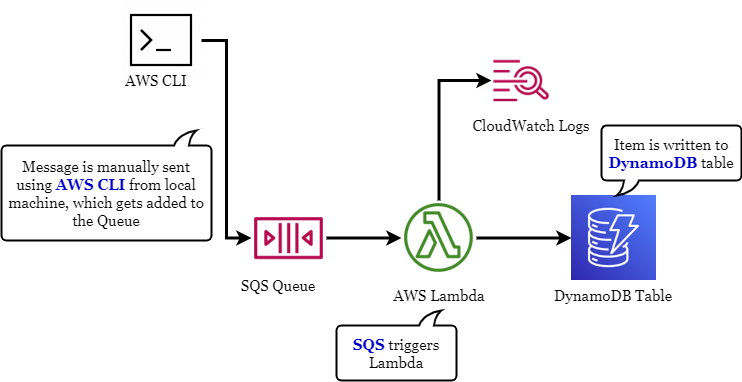 AWS CLI
CloudWatch Logs
Item is written to
DynamoDB table
Message is manually sent
using AWS CLI from local
machine, which gets added to
the Queue
SQS Queue
AWS Lambda
DynamoDB Table
SQS triggers
Lambda